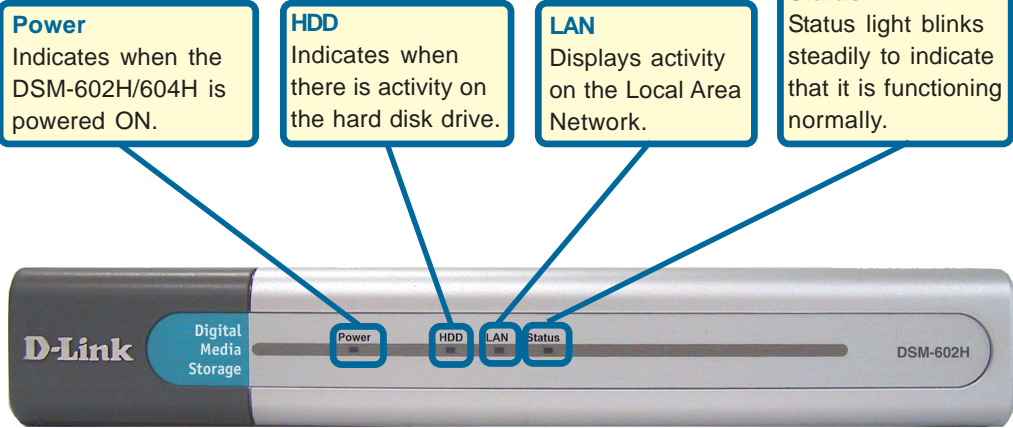 Power
Indicates when the
DSM-602H/604H is
powered ON.
HDD
Indicates when
there is activity on
the hard disk drive.
LAN
Displays activity
on the Local Area
Network.
Status light blinks
steadily to indicate
that it is functioning
normally.
D-Link
Digital
Media
Storage
Power
HDD
LAN
Status
DSM-602H